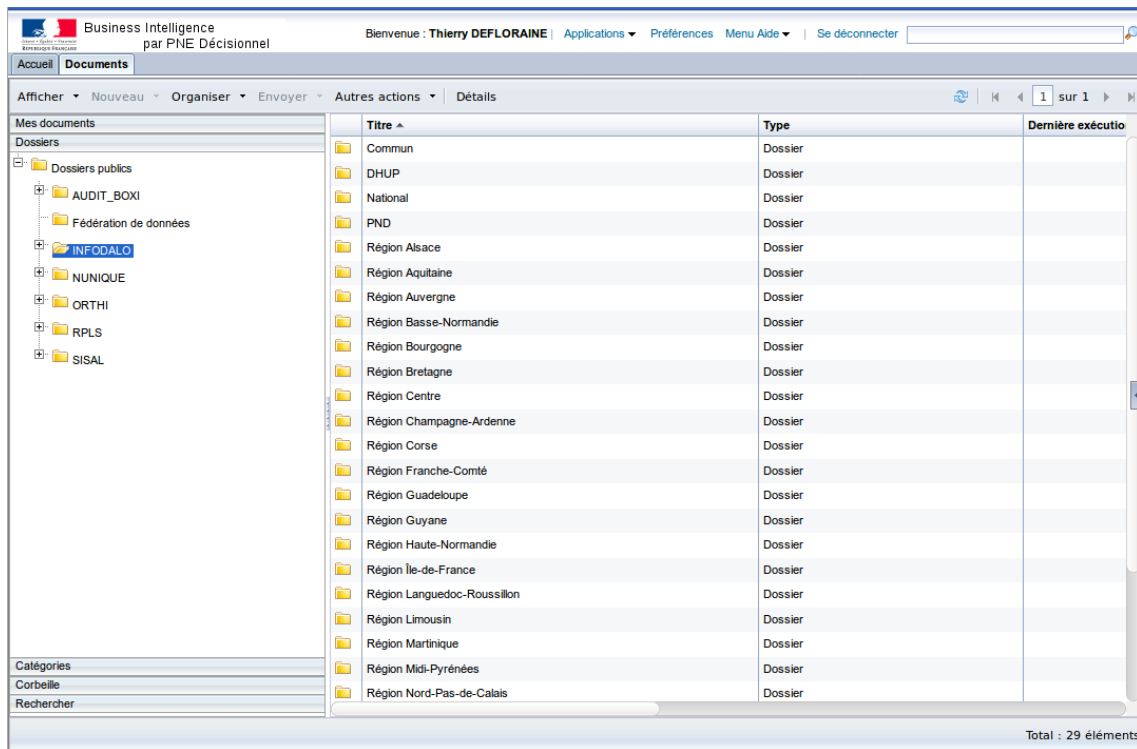 Business Intelligence
par PNE Décisionnel
RÉPUBLIQUE FRANÇAISE
Bienvenue : Thierry DEFLORAINE | Applications Préférences Menu Aide | Se déconnecter
Accueil Documents
Afficher Nouveau Organiser Envoyer Autres actions Détails 1 sur 1
Mes documents
Dossiers
Dossiers publics
AUDIT_BOXI
Fédération de données
INFODALO
NUNIQUE
ORTHI
RPLS
SISAL
Catégories
Corbeille
Rechercher
Titre Type Dernière exécution
Commun Dossier
DHUP Dossier
National Dossier
PND Dossier
Région Alsace Dossier
Région Aquitaine Dossier
Région Auvergne Dossier
Région Basse-Normandie Dossier
Région Bourgogne Dossier
Région Bretagne Dossier
Région Centre Dossier
Région Champagne-Ardenne Dossier
Région Corse Dossier
Région Franche-Comté Dossier
Région Guadeloupe Dossier
Région Guyane Dossier
Région Haute-Normandie Dossier
Région Île-de-France Dossier
Région Languedoc-Roussillon Dossier
Région Limousin Dossier
Région Martinique Dossier
Région Midi-Pyrénées Dossier
Région Nord-Pas-de-Calais Dossier
Total : 29 éléments